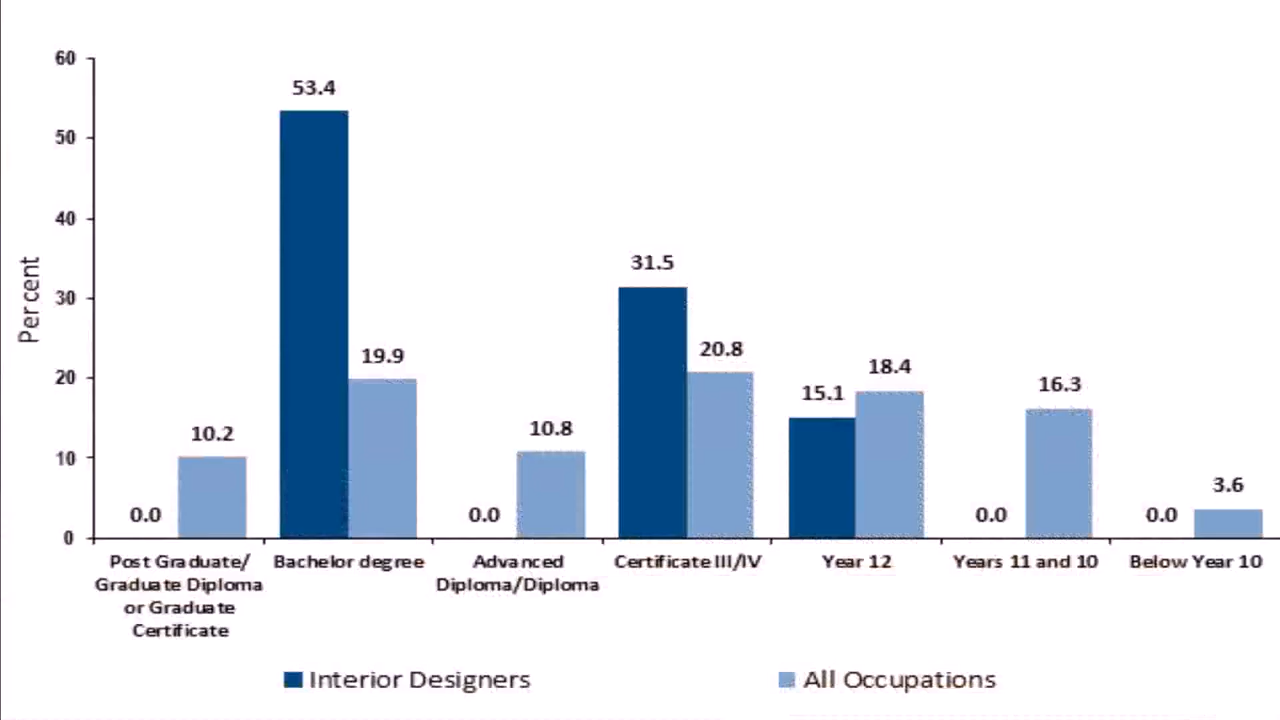 60
53.4
50
40
31.5
Per cent
30
20.8
19.9
18.4
20
16.3
15.1
10.8
10.2
10
3.6
0.0
0.0
0.0
0.0
0
Post Graduate/
Graduate Diploma
or Graduate
Certificate
Bachelor degree
Advanced
Diploma/Diploma
Certificate III/IV
Year 12
Years 11 and 10
Below Year 10
Interior Designers
All Occupations